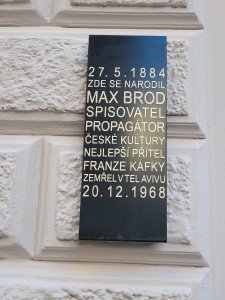 27.5.1884
ZDE SE NARODIL
MAX BROD
SPISOVATEL
PROPAGÁTOR
ČESKÉ KULTURY
NEJLEPŠÍ PŘÍTEL
FRANZE KAFKY
ZEMŘEL V TEL AVIVU
20.12.1968